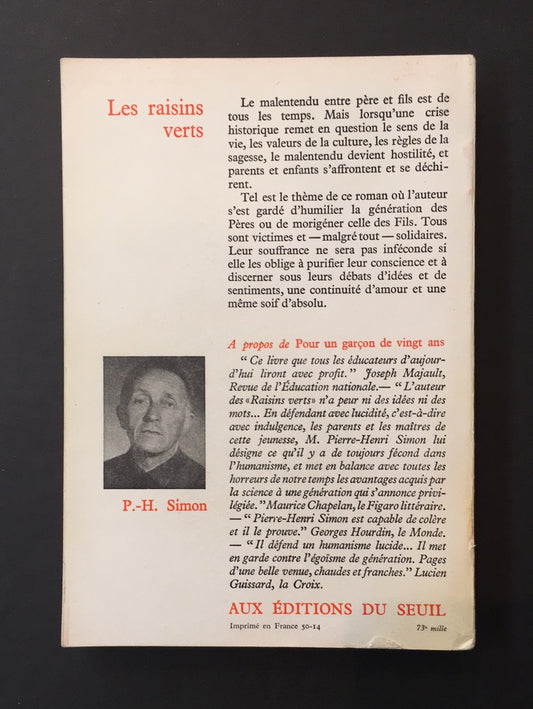 Les raisins
verts
Le malentendu entre père et fils est de
tous les temps. Mais lorsqu'une crise
historique remet en question le sens de la
vie, les valeurs de la culture, les règles de la
sagesse, le malentendu devient hostilité, et
parents et enfants s'affrontent et se déchi-
rent.
Tel est le thème de ce roman où l'auteur
s'est gardé d'humilier la génération des
Pères ou de morigéner celle des Fils. Tous
sont victimes et — malgré tout — solidaires.
Leur souffrance ne sera pas inféconde si
elle les oblige à purifier leur conscience et à
discerner sous leurs débats d'idées et de
sentiments, une continuité d'amour et une
même soif d'absolu.
A propos de Pour un garçon de vingt ans
“ Ce livre que tous les éducateurs d'aujour-
d'hui liront avec profit.” Joseph Majault,
Revue de l'Éducation nationale. — “ L'auteur
des «Raisins verts» n'a peur ni des idées ni des
mots... En défendant avec lucidité, c'est-à-dire
avec indulgence, les parents et les maîtres de
cette jeunesse, M. Pierre-Henri Simon lui
désigne ce qu'il y a de toujours fécond dans
l'humanisme, et met en balance avec toutes les
horreurs de notre temps les avantages acquis par
la science à une génération qui s'annonce privi-
légiée. ” Maurice Chapelan, le Figaro littéraire.
— “ Pierre-Henri Simon est capable de colère
et il le prouve.” Georges Hourdin, le Monde.
— “ Il défend un humanisme lucide... Il met
en garde contre l'égoïsme de génération. Pages
d'une belle venue, chaudes et franches.” Lucien
Guissard, la Croix.
P.-H. Simon
AUX ÉDITIONS DU SEUIL
Imprimé en France 50-14
73e mille